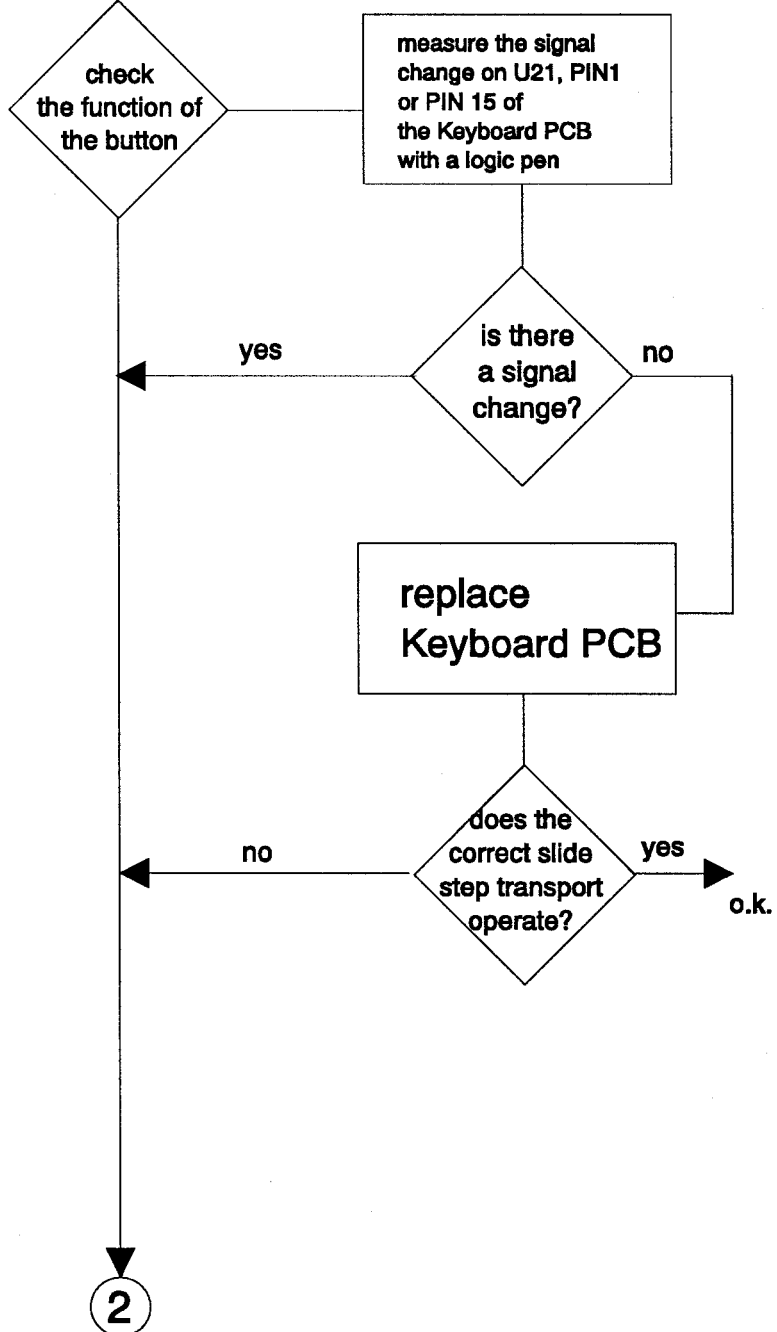 check
the function of
the button
measure the signal
change on U21, PIN1
or PIN 15 of
the Keyboard PCB
with a logic pen
is there
a signal
change?
yes
no
replace
Keyboard PCB
does the
correct slide
step transport
operate?
no
yes
o.k.
2